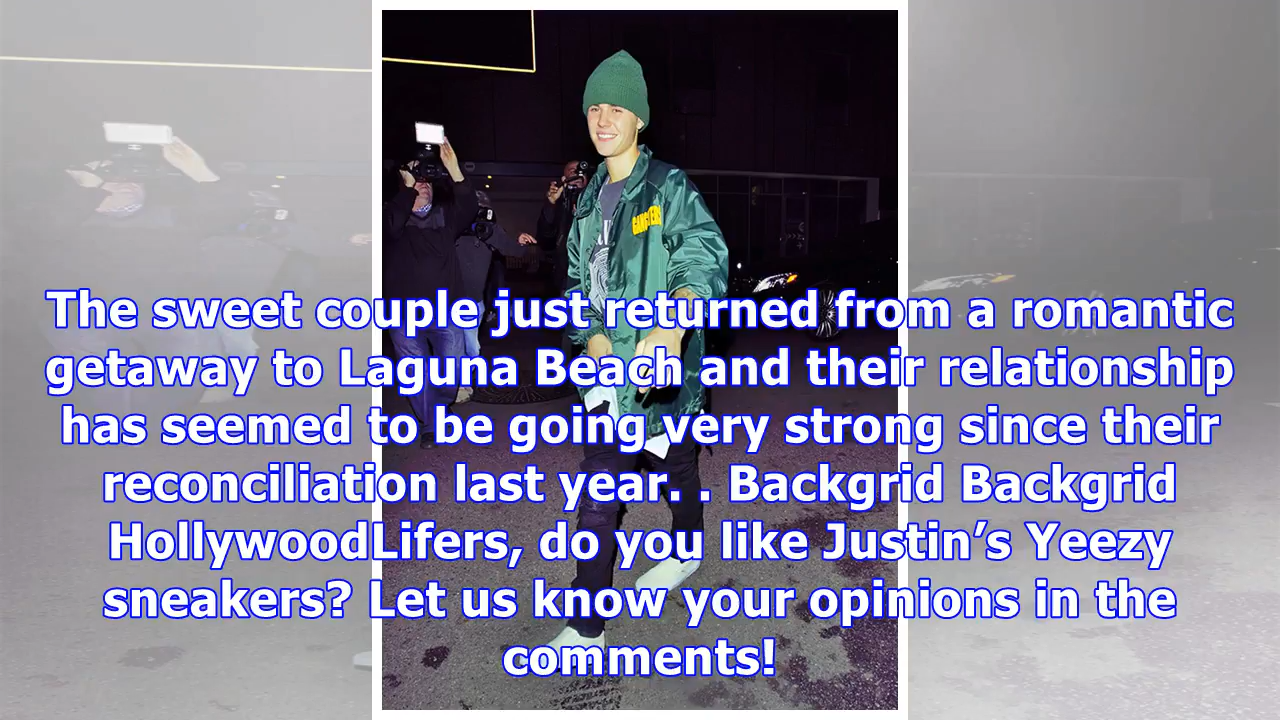 GANGSTERS
The sweet couple just returned from a romantic
getaway to Laguna Beach and their relationship
has seemed to be going very strong since their
reconciliation last year. . Backgrid Backgrid
HollywoodLifers, do you like Justin’s Yeezy
sneakers? Let us know your opinions in the
comments!